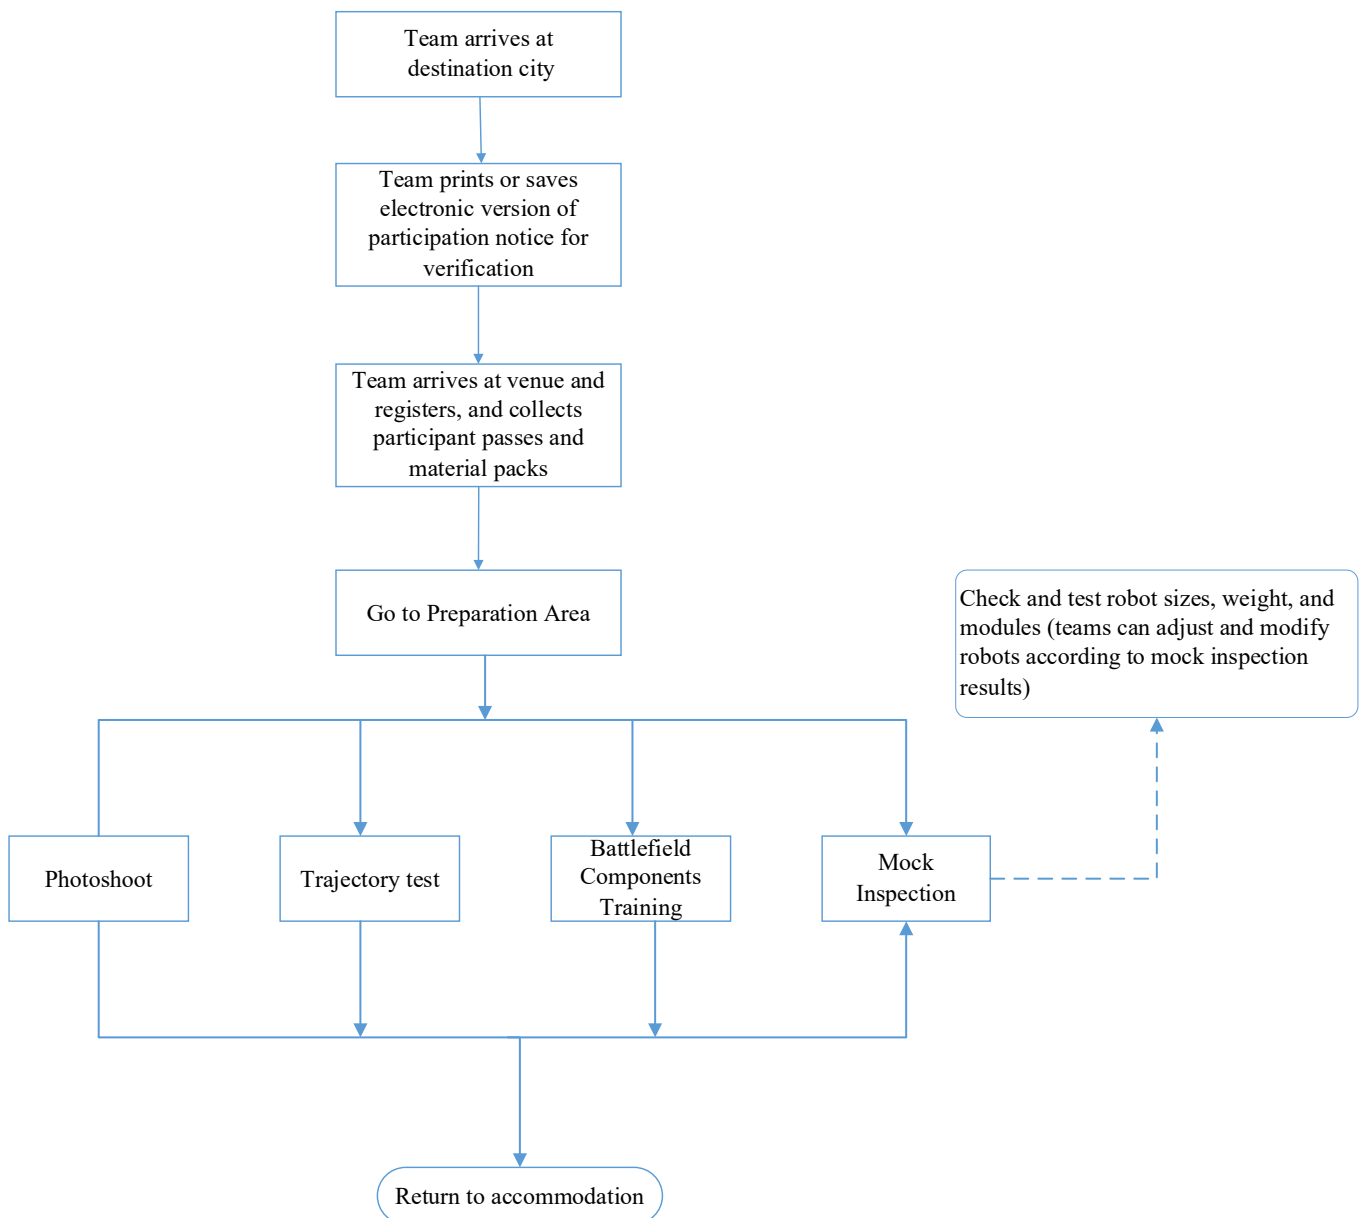 Team arrives at
destination city
Team prints or saves
electronic version of
participation notice for
verification
Team arrives at venue and
registers, and collects
participant passes and
material packs
Go to Preparation Area
Check and test robot sizes, weight, and
modules (teams can adjust and modify
robots according to mock inspection
results)
Photoshoot
Trajectory test
Battlefield
Components
Training
Mock
Inspection
Return to accommodation